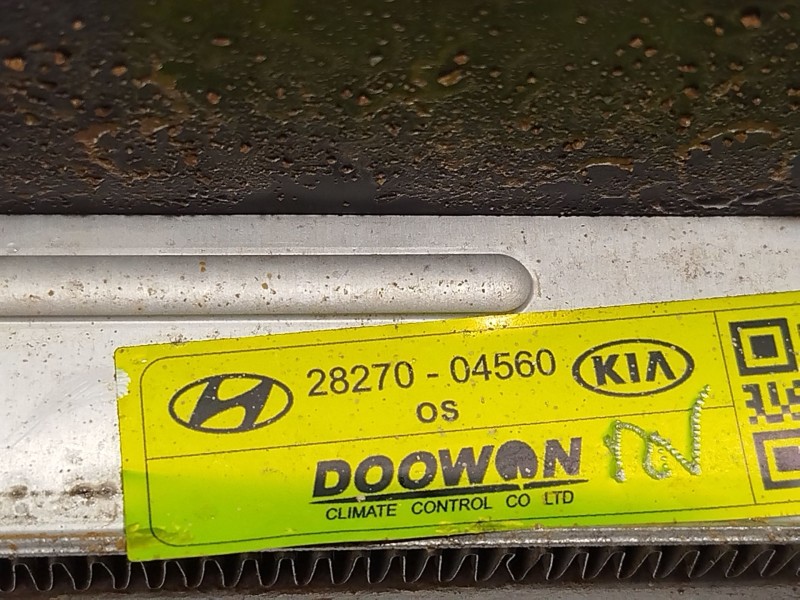 28270 - 04560 KIA
OS
DOOWON
CLIMATE CONTROL CO LTD